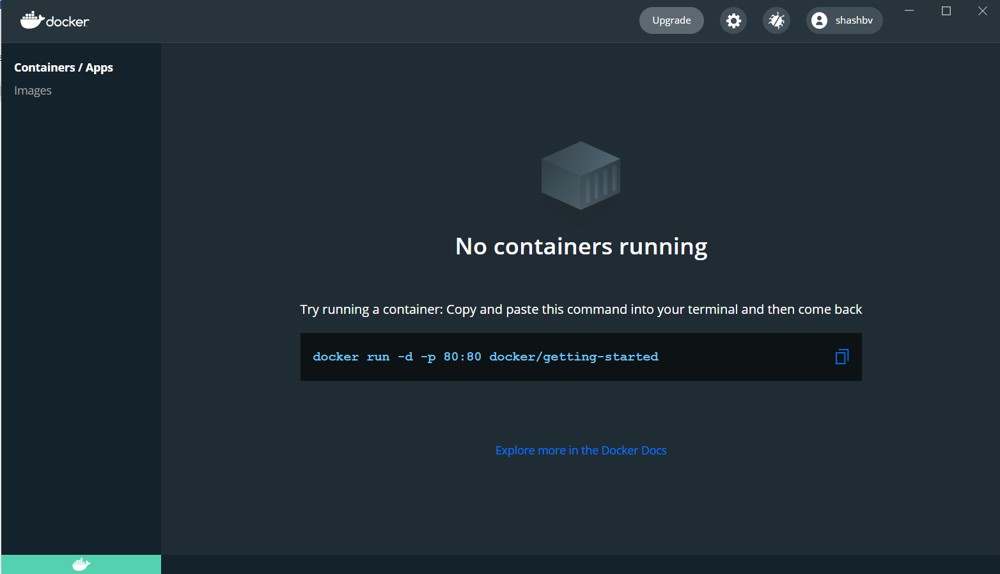 docker
Upgrade
shashbv
Containers / Apps
Images
No containers running
Try running a container: Copy and paste this command into your terminal and then come back
docker run -d -p 80:80 docker/getting-started
Explore more in the Docker Docs